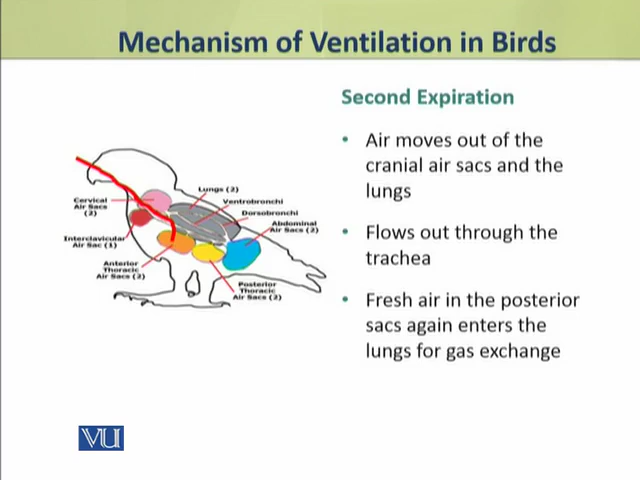 Mechanism of Ventilation in Birds
Second Expiration
• Air moves out of the
cranial air sacs and the
lungs
• Flows out through the
trachea
• Fresh air in the posterior
sacs again enters the
lungs for gas exchange
Lungs (2)
Ventrobronchi
Dorsobronchi
Abdominal
Air Sacs (2)
Cervical
Air Sacs
(2)
Interclavicular
Air Sac (1)
Anterior
Thoracic
Air Sacs (2)
Posterior
Thoracic
Air Sacs (2)
VU